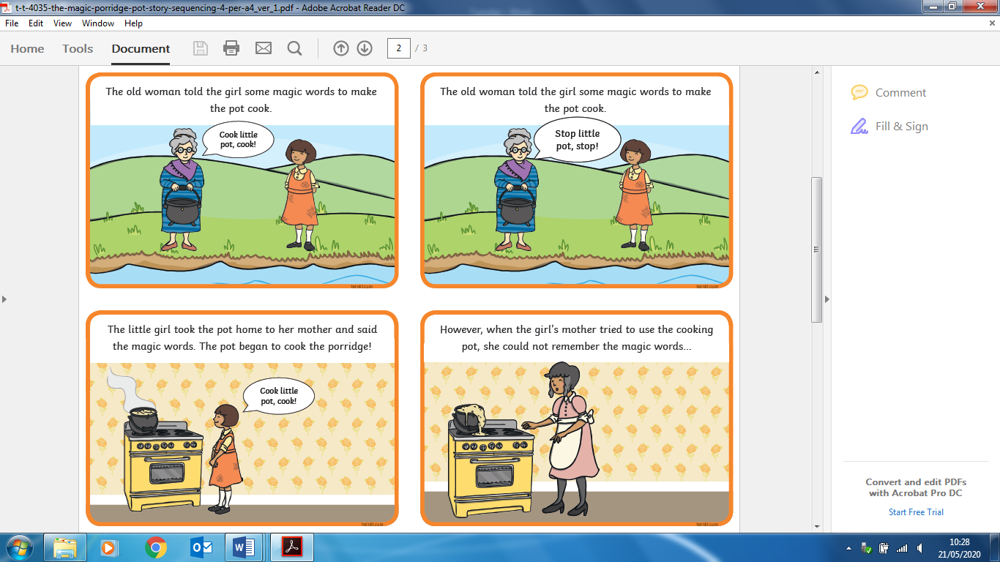 t-t-4035-the-magic-porridge-pot-story-sequencing-4-per-a4_ver_1.pdf - Adobe Acrobat Reader DC
File Edit View Window Help
Home Tools Document 2 / 3
The old woman told the girl some magic words to make
the pot cook.
Cook little
pot, cook!
twinkl.com
The old woman told the girl some magic words to make
the pot cook.
Stop little
pot, stop!
twinkl.com
The little girl took the pot home to her mother and said
the magic words. The pot began to cook the porridge!
Cook little
pot, cook!
twinkl.com
However, when the girl's mother tried to use the cooking
pot, she could not remember the magic words...
twinkl.com
Comment
Fill & Sign
Convert and edit PDFs
with Acrobat Pro DC
Start Free Trial
10:28
21/05/2020